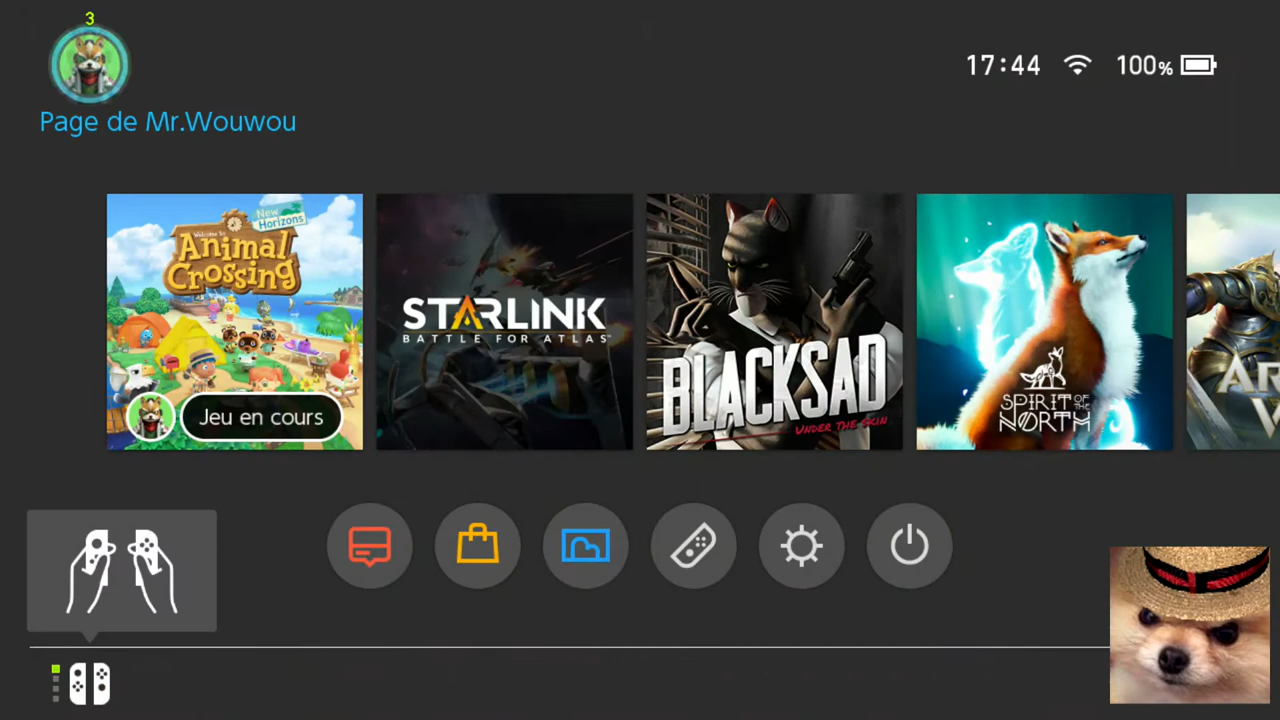 3
Page de Mr.Wouwou
17:44
100%
Welcome to
Animal
Crossing
New
Horizons
Jeu en cours
STARLINK
BATTLE FOR ATLAS
BLACKSAD
UNDER THE SKIN
SPIRIT OF THE
NORTH
AR
W